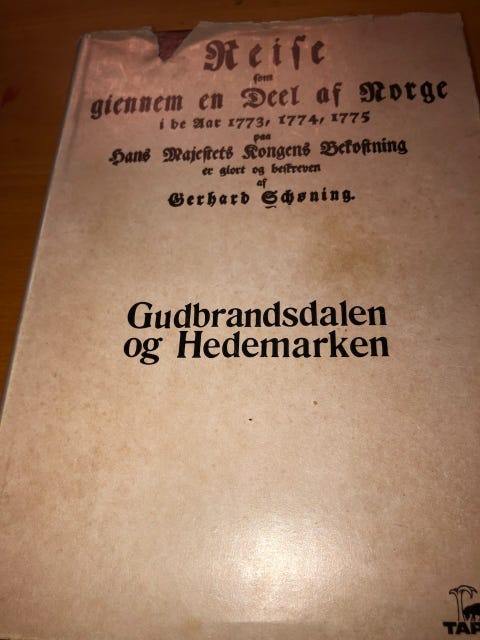 Reise
som
giennem en Deel af Norge
i de Aar 1773, 1774, 1775
paa
Hans Majestets Kongens Bekostning
er giort og beskreven
af
Gerhard Schøning.
Gudbrandsdalen
og Hedemarken